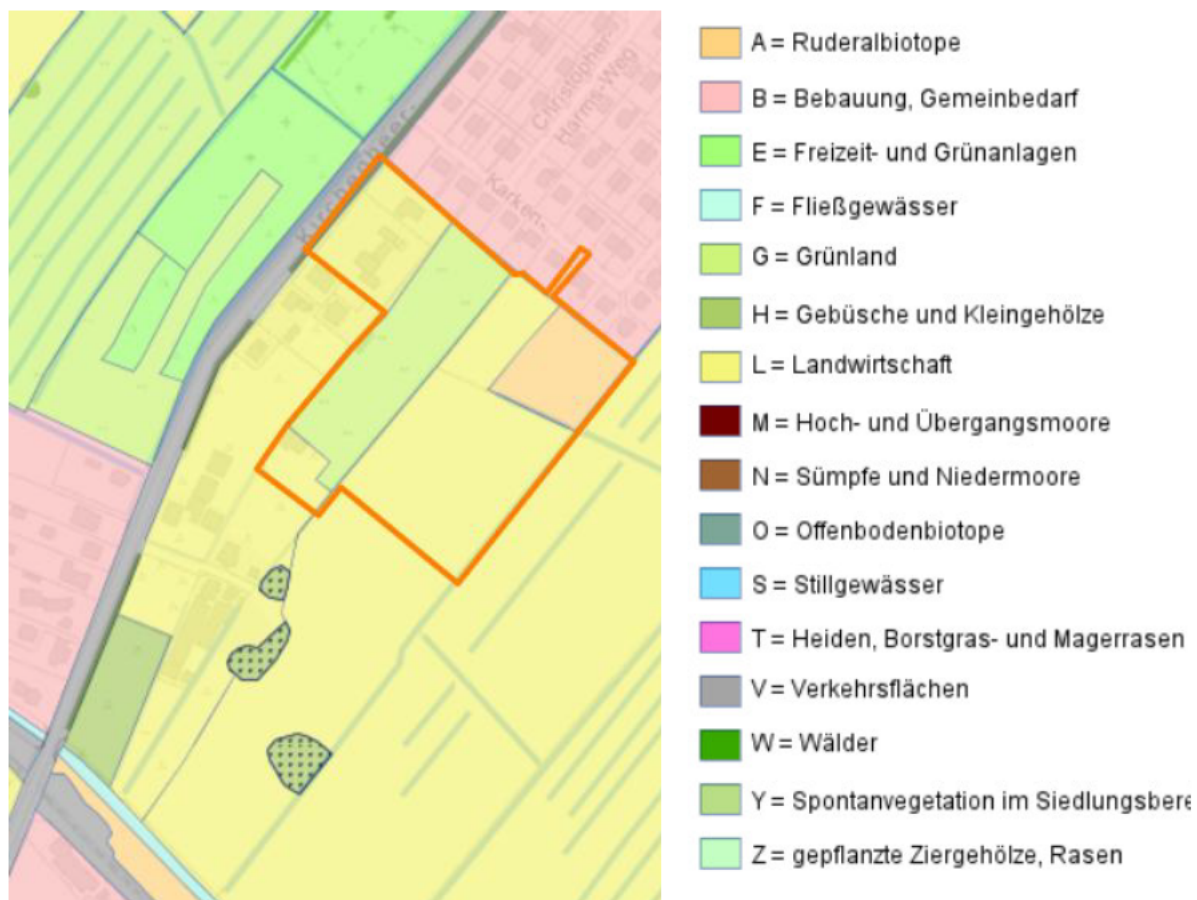 Christopher-
Harms-Weg
Karken-
A = Ruderalbiotope
B = Bebauung, Gemeinbedarf
E = Freizeit- und Grünanlagen
F = Fließgewässer
G = Grünland
H = Gebüsche und Kleingehölze
L = Landwirtschaft
M = Hoch- und Übergangsmoore
N = Sümpfe und Niedermoore
O = Offenbodenbiotope
S = Stillgewässer
T = Heiden, Borstgras- und Magerrasen
V = Verkehrsflächen
W = Wälder
Y = Spontanvegetation im Siedlungsbere
Z = gepflanzte Ziergehölze, Rasen